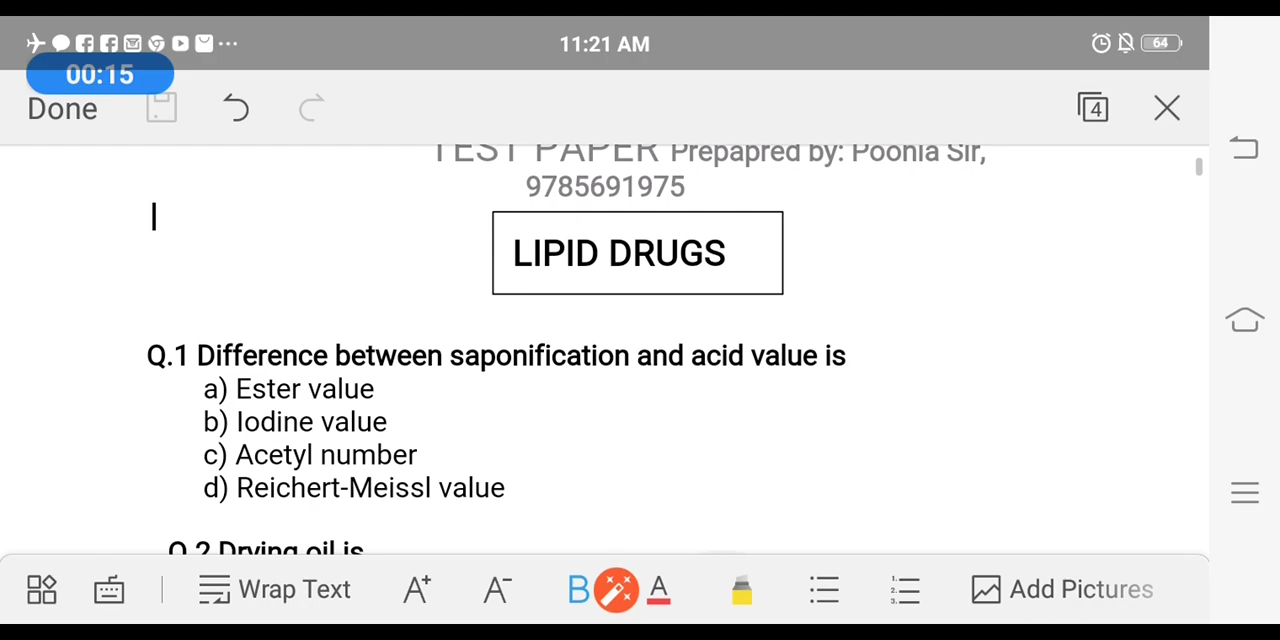 11:21 AM
64
00:15
Done
4
TEST PAPER Prepapred by: Poonia Sir,
9785691975
LIPID DRUGS
Q.1 Difference between saponification and acid value is
a) Ester value
b) Iodine value
c) Acetyl number
d) Reichert-Meissl value
Q.2 Drying oil is
Wrap Text A+ A- B A Add Pictures